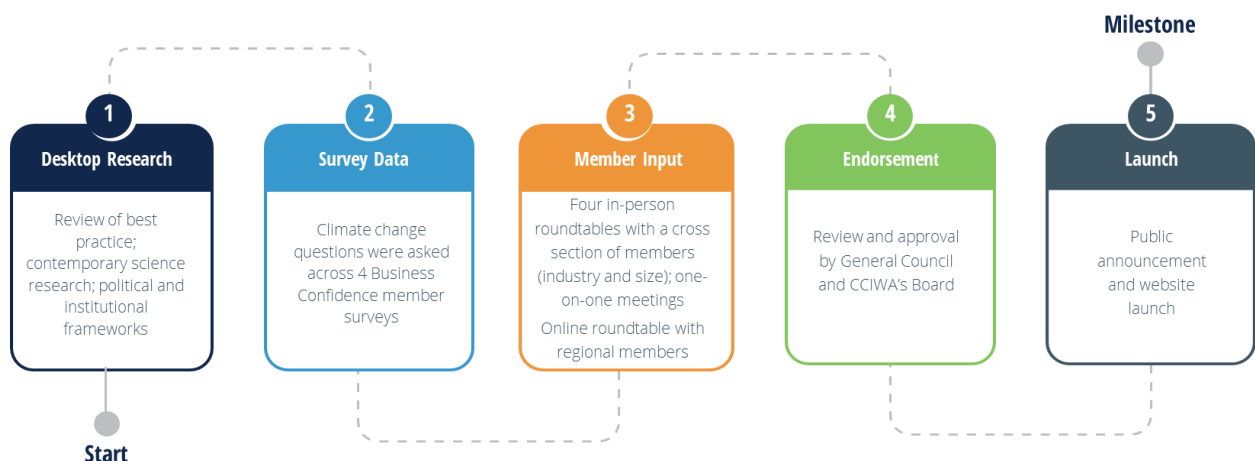 Milestone
1
Desktop Research
Review of best
practice;
contemporary science
research; political and
institutional
frameworks
Start
2
Survey Data
Climate change
questions were asked
across 4 Business
Confidence member
surveys
3
Member Input
Four in-person
roundtables with a cross
section of members
(industry and size); one-
on-one meetings
Online roundtable with
regional members
4
Endorsement
Review and approval
by General Council
and CCIWA's Board
5
Launch
Public
announcement
and website
launch